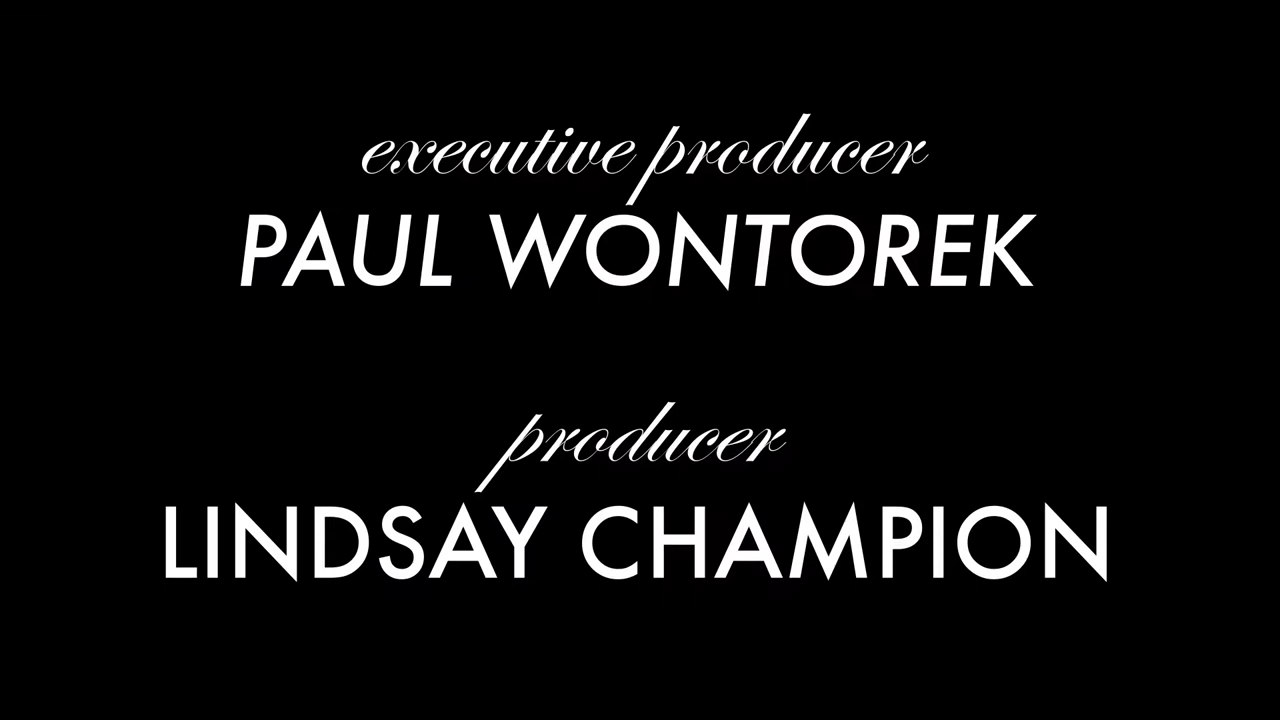 executive producer
PAUL WONTOREK
producer
LINDSAY CHAMPION